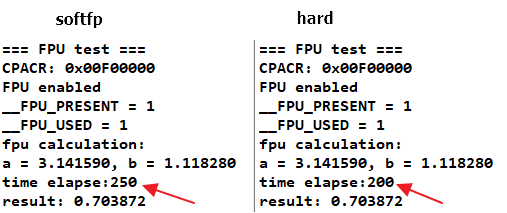 softfp
=== FPU test ===
CPACR: 0x00F00000
FPU enabled
__FPU_PRESENT = 1
__FPU_USED = 1
fpu calculation:
a = 3.141590, b = 1.118280
time elapse:250
result: 0.703872
hard
=== FPU test ===
CPACR: 0x00F00000
FPU enabled
__FPU_PRESENT = 1
__FPU_USED = 1
fpu calculation:
a = 3.141590, b = 1.118280
time elapse:200
result: 0.703872